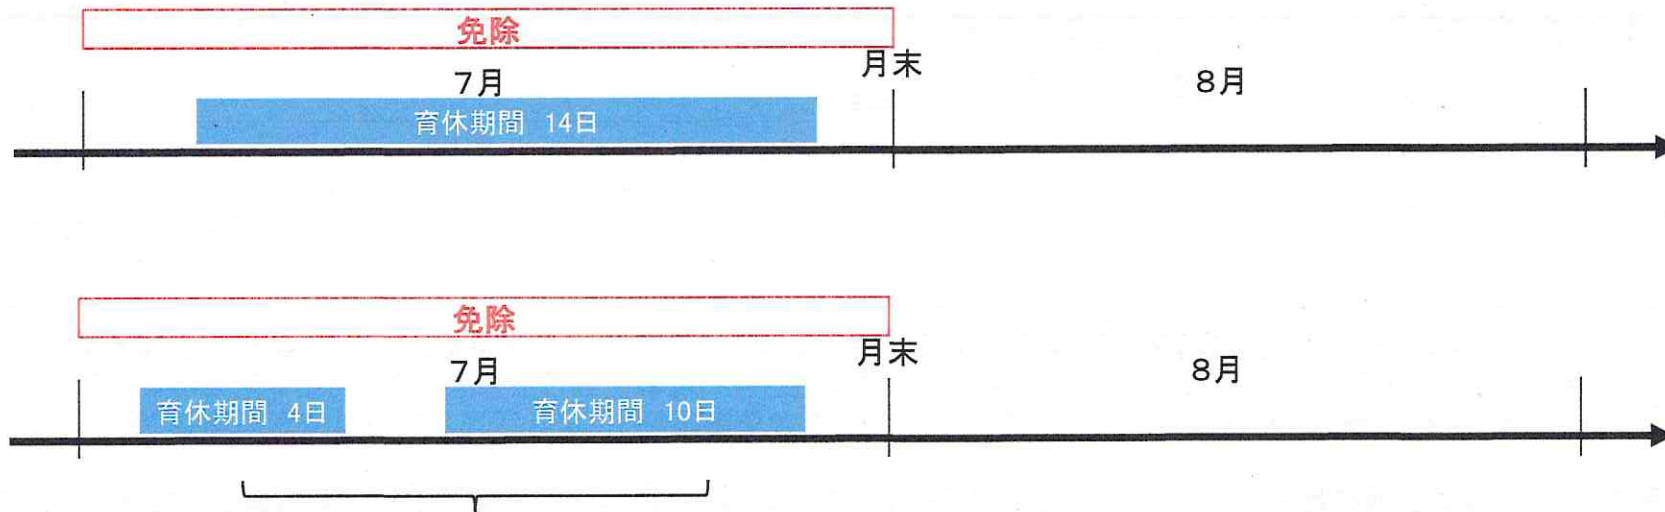 免除
月末
７月
８月
育休期間 14日
免除
月末
７月
８月
育休期間 4日
育休期間 10日